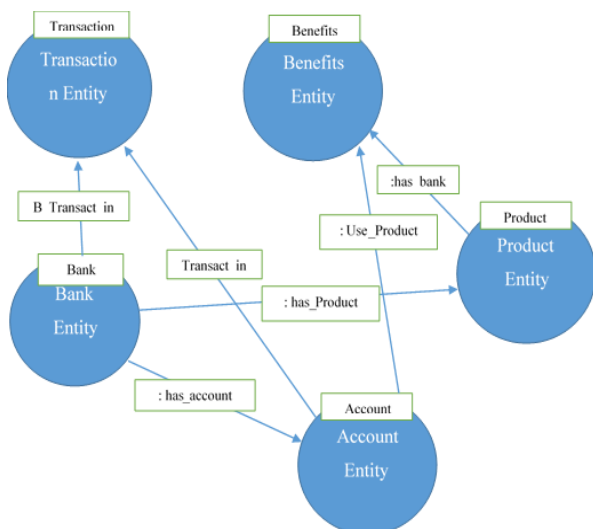 Transaction
Transactio
n Entity
Benefits
Benefits
Entity
:has bank
B Transact in
: Use_Product
Product
Product
Entity
Bank
Bank
Entity
Transact in
: has_Product
: has_account
Account
Account
Entity